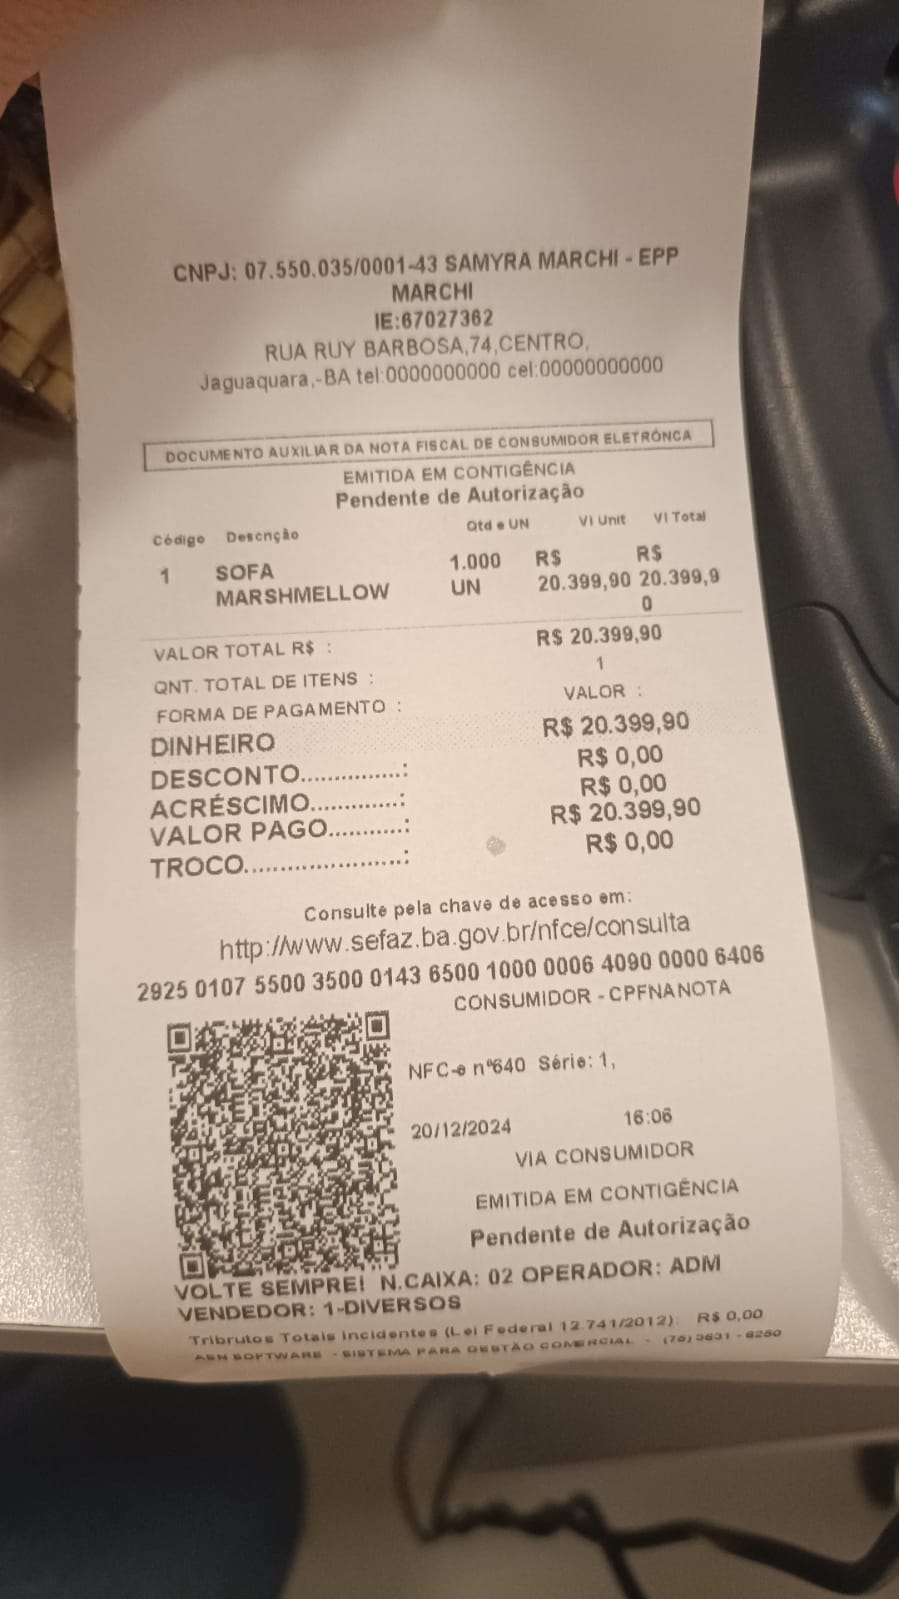 CNPJ: 07.550.035/0001-43 SAMYRA MARCHI - EPP
MARCHI
IE:67027362
RUA RUY BARBOSA,74,CENTRO,
Jaguaquara,-BA tel:0000000000 cel:00000000000
DOCUMENTO AUXILIAR DA NOTA FISCAL DE CONSUMIDOR ELETRÔNCA
EMITIDA EM CONTIGÊNCIA
Pendente de Autorização
Código Descnção Qtd e UN Vl Unit Vl Total
1 SOFA 1.000 R$ R$
MARSHMELLOW UN 20.399,90 20.399,9
0
VALOR TOTAL R$ : R$ 20.399,90
QNT. TOTAL DE ITENS : 1
FORMA DE PAGAMENTO : VALOR :
DINHEIRO R$ 20.399,90
DESCONTO...............: R$ 0,00
ACRÉSCIMO.............: R$ 0,00
VALOR PAGO...........: R$ 20.399,90
TROCO.......................: R$ 0,00
Consulte pela chave de acesso em:
http://www.sefaz.ba.gov.br/nfce/consulta
2925 0107 5500 3500 0143 6500 1000 0006 4090 0000 6406
CONSUMIDOR - CPFNANOTA
NFC-e nº640 Série: 1,
20/12/2024 16:06
VIA CONSUMIDOR
EMITIDA EM CONTIGÊNCIA
Pendente de Autorização
VOLTE SEMPRE! N.CAIXA: 02 OPERADOR: ADM
VENDEDOR: 1-DIVERSOS
Tributos Totais Incidentes (Lei Federal 12.741/2012): R$ 0,00
SOFTWARE - SISTEMA PARA GESTÃO COMERCIAL -